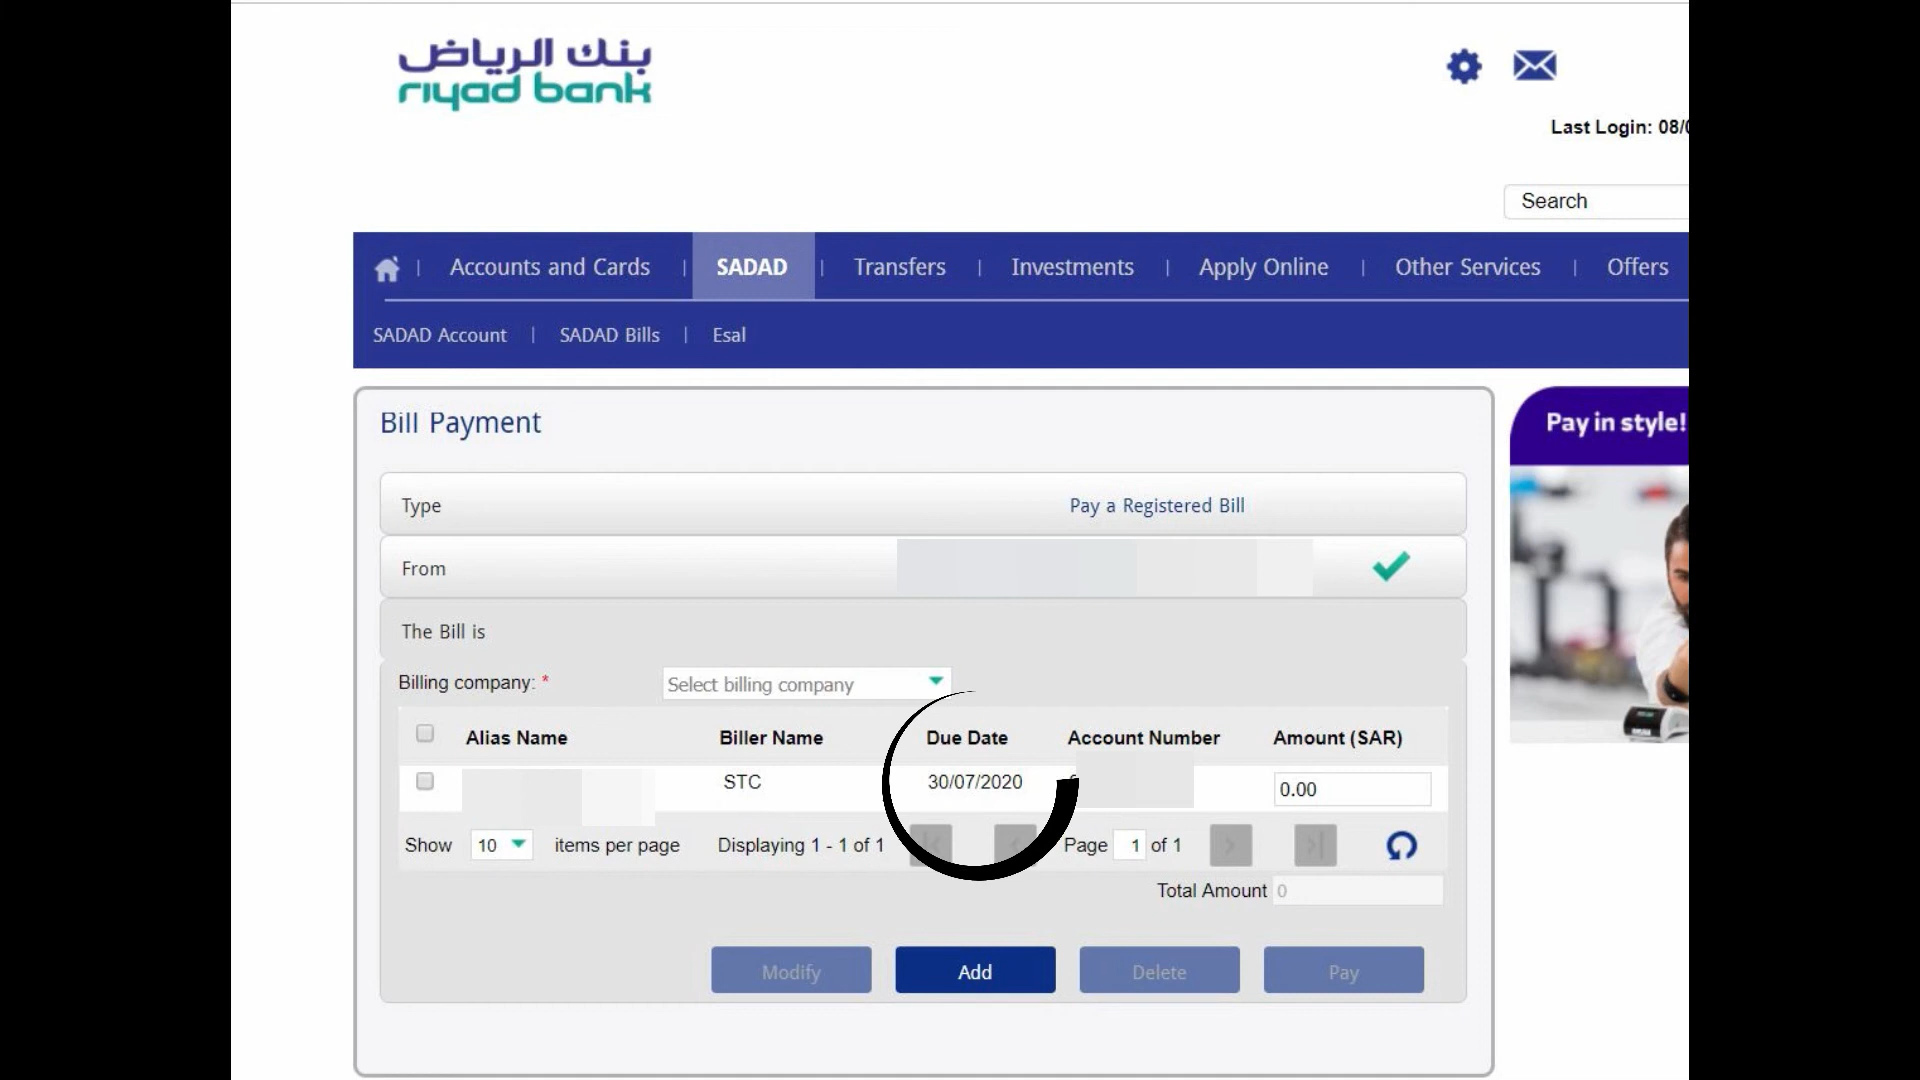 بنك الرياض
riyad bank
Last Login: 08/
Search
Accounts and Cards | SADAD | Transfers | Investments | Apply Online | Other Services | Offers
SADAD Account | SADAD Bills | Esal
Bill Payment
Pay in style!
Type Pay a Registered Bill
From
The Bill is
Billing company: * Select billing company
Alias Name Biller Name Due Date Account Number Amount (SAR)
STC 30/07/2020 0.00
Show 10 items per page Displaying 1 - 1 of 1 Page 1 of 1
Total Amount 0
Modify Add Delete Pay